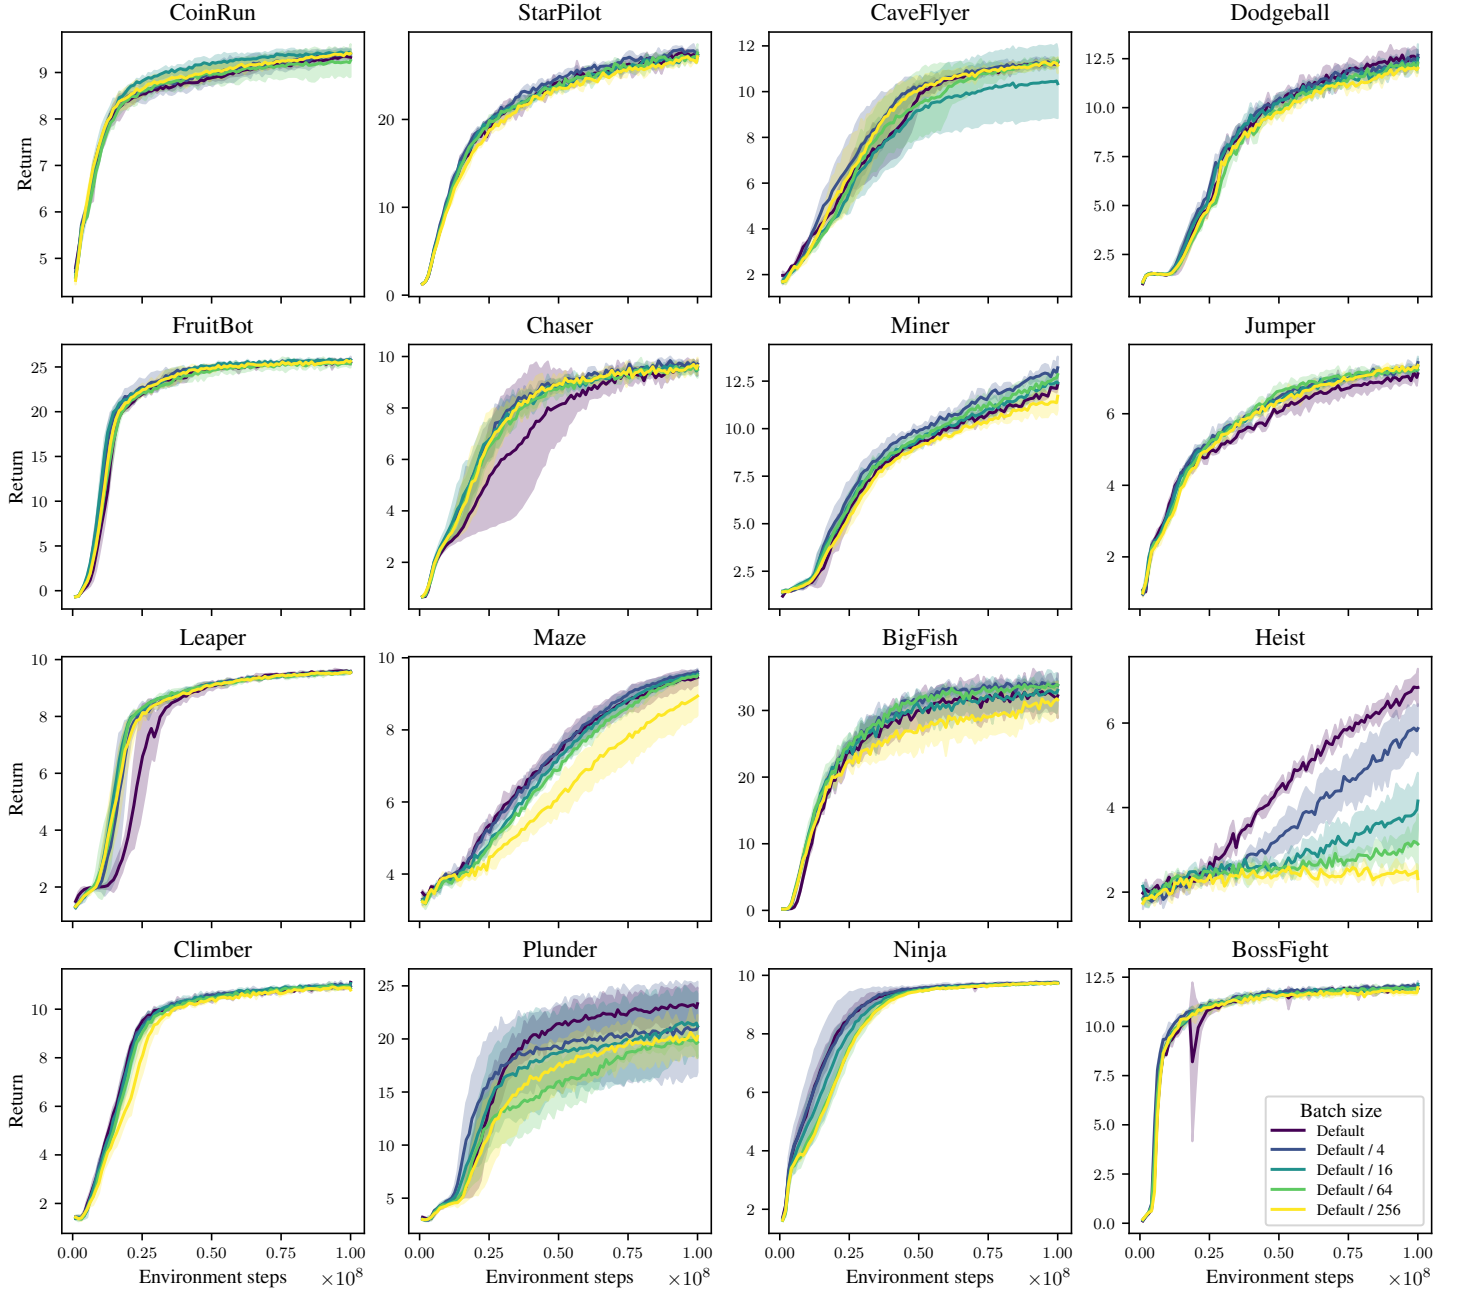 CoinRun
StarPilot
CaveFlyer
Dodgeball
Return
9
8
7
6
5
20
10
0
12
10
8
6
4
2
12.5
10.0
7.5
5.0
2.5
FruitBot
Chaser
Miner
Jumper
Return
25
20
15
10
5
0
10
8
6
4
2
12.5
10.0
7.5
5.0
2.5
6
4
2
Leaper
Maze
BigFish
Heist
Return
10
8
6
4
2
10
8
6
4
30
20
10
0
6
4
2
Climber
Plunder
Ninja
BossFight
Return
10
8
6
4
2
25
20
15
10
5
10
8
6
4
2
12.5
10.0
7.5
5.0
2.5
0.0
Batch size
Default
Default / 4
Default / 16
Default / 64
Default / 256
0.00 0.25 0.50 0.75 1.00
0.00 0.25 0.50 0.75 1.00
0.00 0.25 0.50 0.75 1.00
0.00 0.25 0.50 0.75 1.00
Environment steps ×10⁸
Environment steps ×10⁸
Environment steps ×10⁸
Environment steps ×10⁸